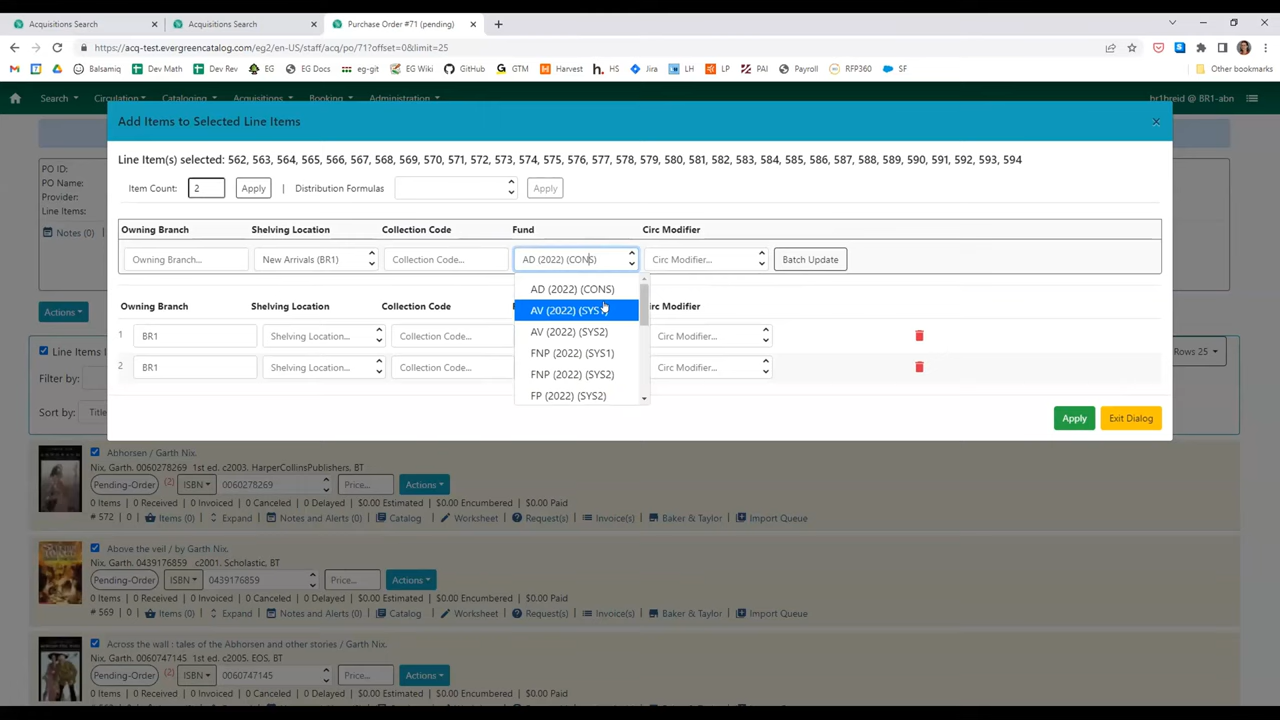 Acquisitions Search × Acquisitions Search × Purchase Order #71 (pending) × +
https://acq-test.evergreencatalog.com/eg2/en-US/staff/acq/po/71?offset=0&limit=25
Balsamiq Dev Math Dev Rev EG EG Docs eg-git EG Wiki GitHub GTM Harvest HS Jira LH LP PAI Payroll RFP360 SF Other bookmarks
Search Circulation Cataloging Acquisitions Booking Administration br1breid @ BR1-abn
Add Items to Selected Line Items ×
PO ID:
PO Name:
Provider:
Line Items:
Notes (0)
Line Item(s) selected: 562, 563, 564, 565, 566, 567, 568, 569, 570, 571, 572, 573, 574, 575, 576, 577, 578, 579, 580, 581, 582, 583, 584, 585, 586, 587, 588, 589, 590, 591, 592, 593, 594
Item Count: 2 Apply | Distribution Formulas Apply
Owning Branch Shelving Location Collection Code Fund Circ Modifier
Owning Branch... New Arrivals (BR1) Collection Code... AD (2022) (CONS) Circ Modifier... Batch Update
AD (2022) (CONS)
AV (2022) (SYS1)
AV (2022) (SYS2)
FNP (2022) (SYS1)
FNP (2022) (SYS2)
FP (2022) (SYS2)
Owning Branch Shelving Location Collection Code irc Modifier
1 BR1 Shelving Location... Collection Code... Circ Modifier...
2 BR1 Shelving Location... Collection Code... Circ Modifier...
Apply Exit Dialog
Actions
Line Items
Rows 25
Filter by:
Sort by: Title
Abhorsen / Garth Nix.
Nix, Garth. 0060278269 1st ed. c2003. HarperCollinsPublishers, BT
Pending-Order (2) ISBN 0060278269 Price... Actions
0 Items | 0 Received | 0 Invoiced | 0 Canceled | 0 Delayed | $0.00 Estimated | $0.00 Encumbered | $0.00 Paid
# 572 | 0 | Items (0) | Expand | Notes and Alerts (0) | Catalog | Worksheet | Request(s) | Invoice(s) | Baker & Taylor | Import Queue
Above the veil / by Garth Nix.
Nix, Garth. 0439176859 c2001. Scholastic, BT
Pending-Order ISBN 0439176859 Price... Actions
0 Items | 0 Received | 0 Invoiced | 0 Canceled | 0 Delayed | $0.00 Estimated | $0.00 Encumbered | $0.00 Paid
# 569 | 0 | Items (0) | Expand | Notes and Alerts (0) | Catalog | Worksheet | Request(s) | Invoice(s) | Baker & Taylor | Import Queue
Across the wall : tales of the Abhorsen and other stories / Garth Nix.
Nix, Garth. 0060747145 1st ed. c2005. EOS, BT
Pending-Order (2) ISBN 0060747145 Price... Actions
0 Items | 0 Received | 0 Invoiced | 0 Canceled | 0 Delayed | $0.00 Estimated | $0.00 Encumbered | $0.00 Paid